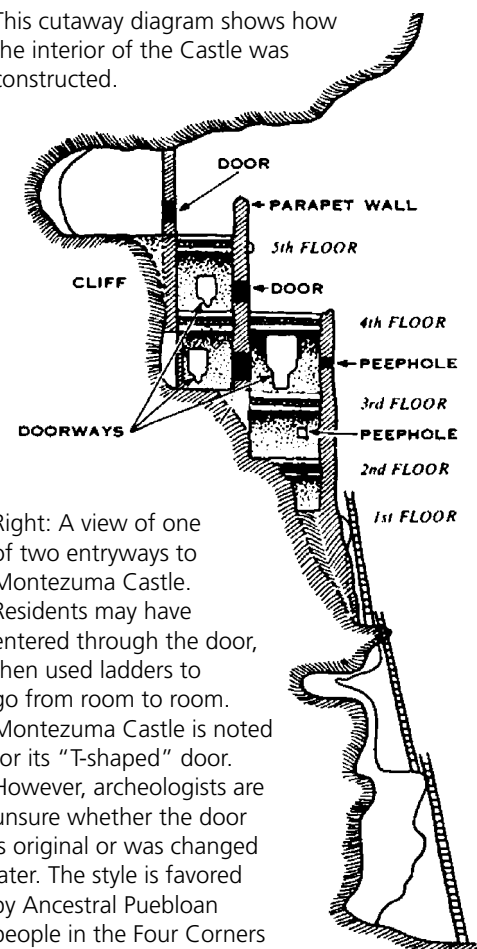 This cutaway diagram shows how
the interior of the Castle was
constructed.
DOOR
PARAPET WALL
5th FLOOR
CLIFF
DOOR
4th FLOOR
PEEPHOLE
3rd FLOOR
DOORWAYS
PEEPHOLE
2nd FLOOR
1st FLOOR
Right: A view of one
of two entryways to
Montezuma Castle.
Residents may have
entered through the door,
then used ladders to
go from room to room.
Montezuma Castle is noted
for its “T-shaped” door.
However, archeologists are
unsure whether the door
is original or was changed
later. The style is favored
by Ancestral Puebloan
people in the Four Corners